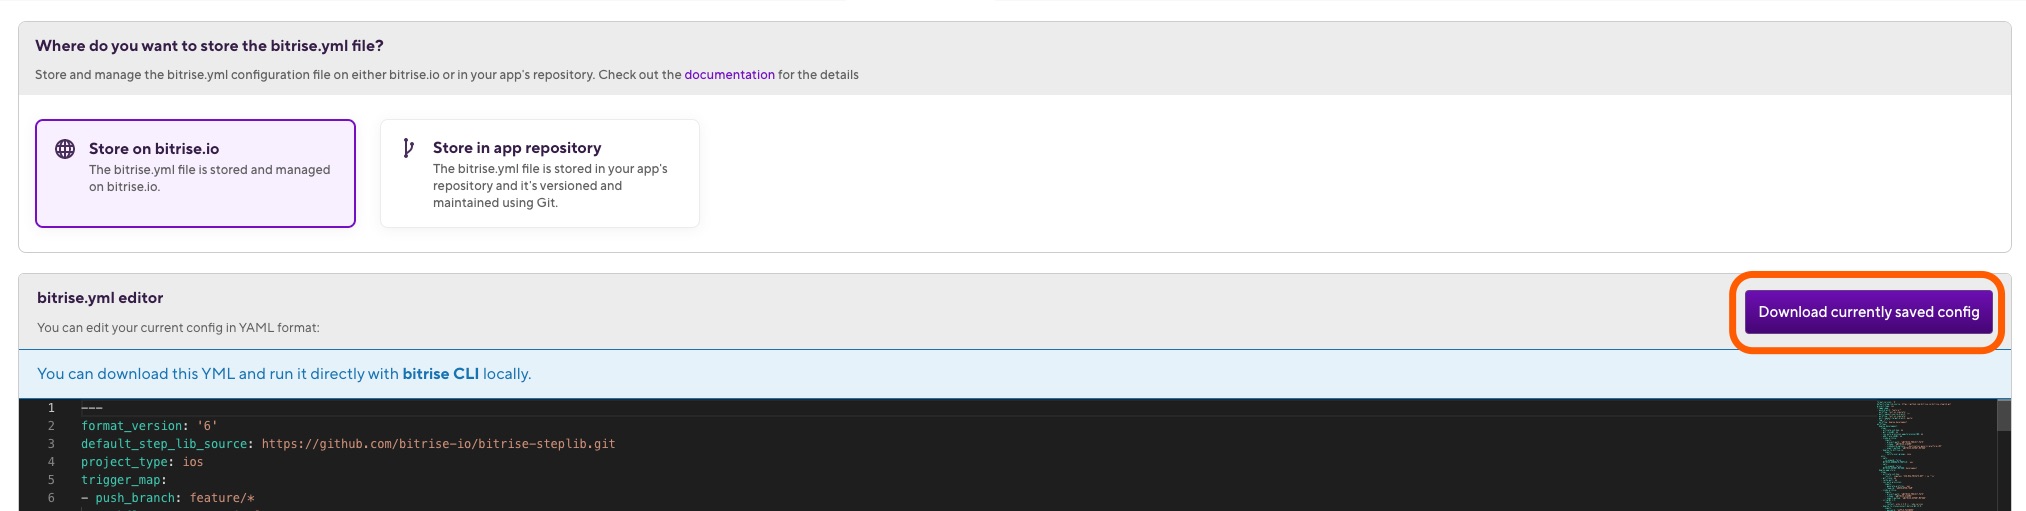 Where do you want to store the bitrise.yml file?
Store and manage the bitrise.yml configuration file on either bitrise.io or in your app's repository. Check out the documentation for the details
Store on bitrise.io
The bitrise.yml file is stored and managed
on bitrise.io.
Store in app repository
The bitrise.yml file is stored in your app's
repository and it's versioned and
maintained using Git.
bitrise.yml editor
You can edit your current config in YAML format:
Download currently saved config
You can download this YML and run it directly with bitrise CLI locally.
1 ---
2 format_version: '6'
3 default_step_lib_source: https://github.com/bitrise-io/bitrise-steplib.git
4 project_type: ios
5 trigger_map:
6 - push_branch: feature/*